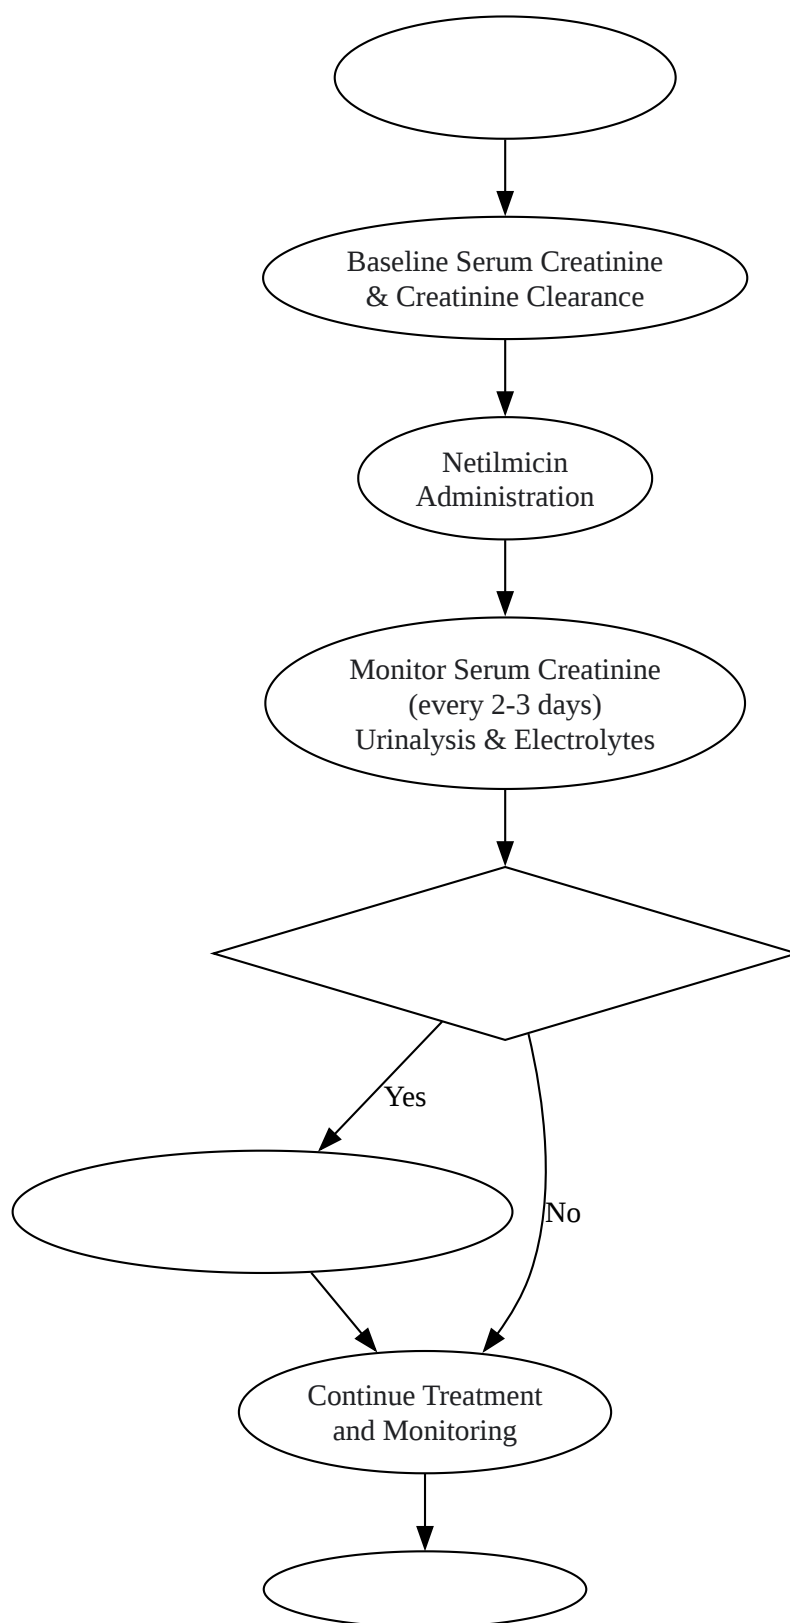 Baseline Serum Creatinine
& Creatinine Clearance
Netilmicin
Administration
Monitor Serum Creatinine
(every 2-3 days)
Urinalysis & Electrolytes
Yes
No
Continue Treatment
and Monitoring